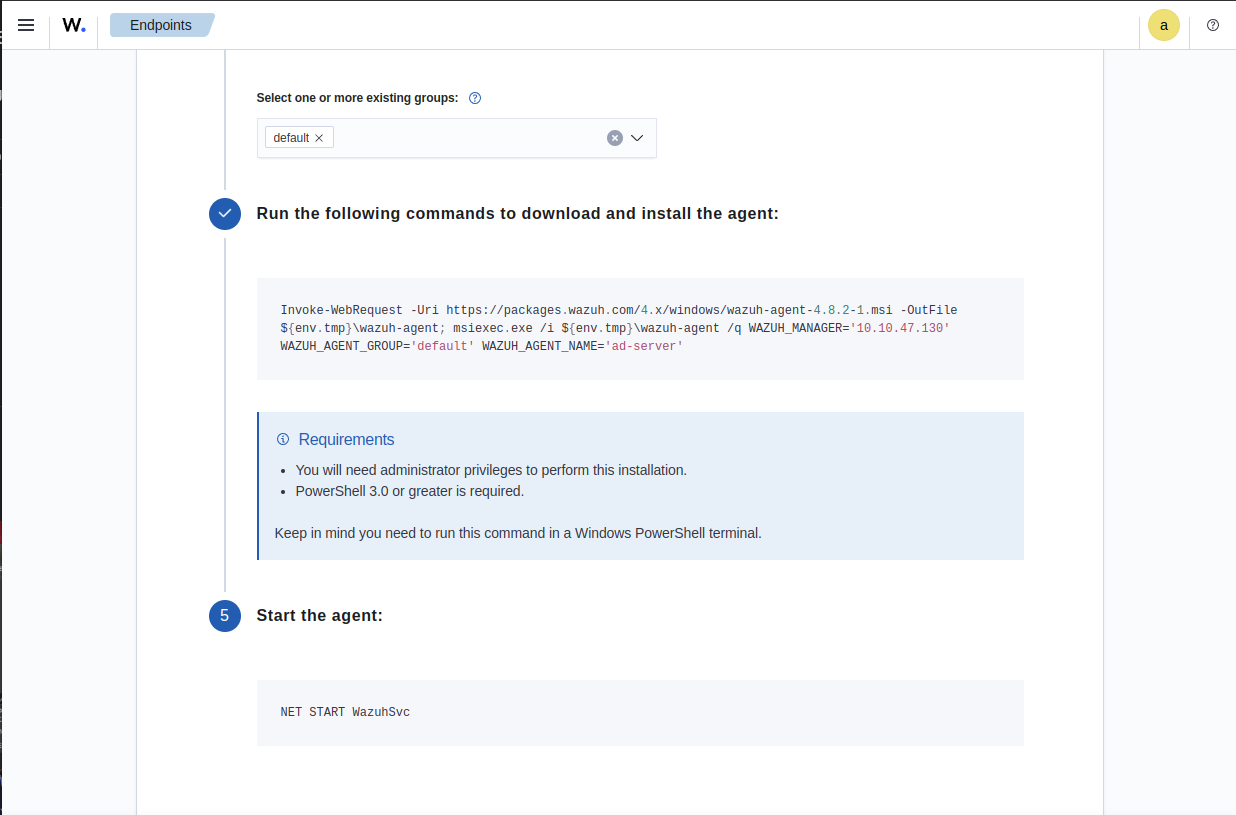 W.
Endpoints
a
Select one or more existing groups:
default
Run the following commands to download and install the agent:
Invoke-WebRequest -Uri https://packages.wazuh.com/4.x/windows/wazuh-agent-4.8.2-1.msi -OutFile
${env.tmp}\wazuh-agent; msiexec.exe /i ${env.tmp}\wazuh-agent /q WAZUH_MANAGER='10.10.47.130'
WAZUH_AGENT_GROUP='default' WAZUH_AGENT_NAME='ad-server'
Requirements
• You will need administrator privileges to perform this installation.
• PowerShell 3.0 or greater is required.
Keep in mind you need to run this command in a Windows PowerShell terminal.
5
Start the agent:
NET START WazuhSvc